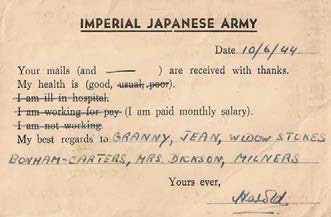 IMPERIAL JAPANESE ARMY
Date 10/6/44
Your mails (and ——— ) are received with thanks.
My health is (good, usual, poor).
I am ill in hospital.
I am working for pay (I am paid monthly salary).
I am not working.
My best regards to GRANNY, JEAN, WIDOW STOKES
BONHAM-CARTERS, MRS. DICKSON, MILNERS
Yours ever,
Harold